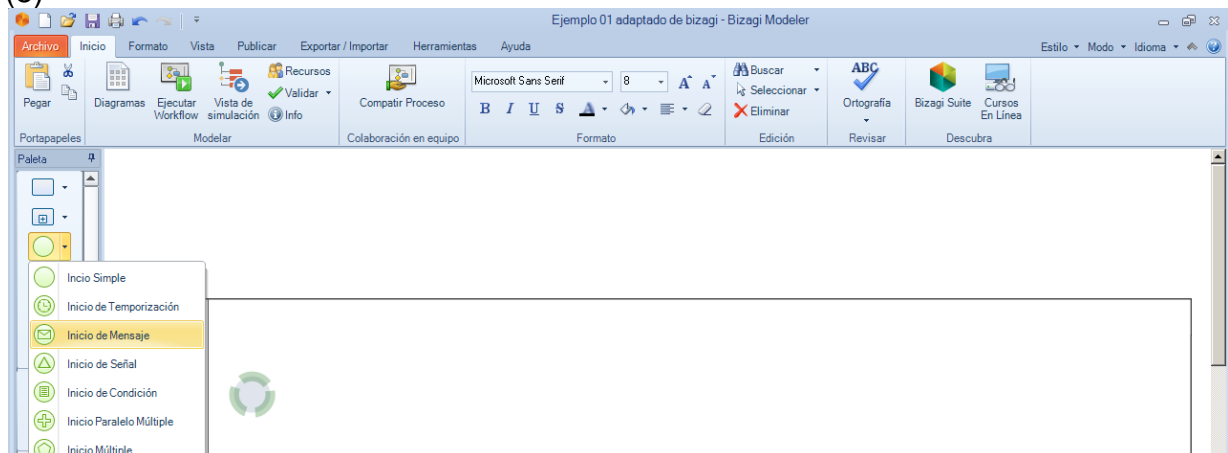 (3)
Ejemplo 01 adaptado de bizagi - Bizagi Modeler
Archivo Inicio Formato Vista Publicar Exportar / Importar Herramientas Ayuda Estilo Modo Idioma
Pegar
Diagramas
Ejecutar Workflow
Vista de simulación
Recursos
Validar
Info
Compatir Proceso
Microsoft Sans Serif 8 A A
B I U S A
Buscar
Seleccionar
Eliminar
ABC
Ortografía
Bizagi Suite
Cursos En Línea
Portapapeles Modelar Colaboración en equipo Formato Edición Revisar Descubra
Paleta
Incio Simple
Inicio de Temporización
Inicio de Mensaje
Inicio de Señal
Inicio de Condición
Inicio Paralelo Múltiple
Inicio Múltiple